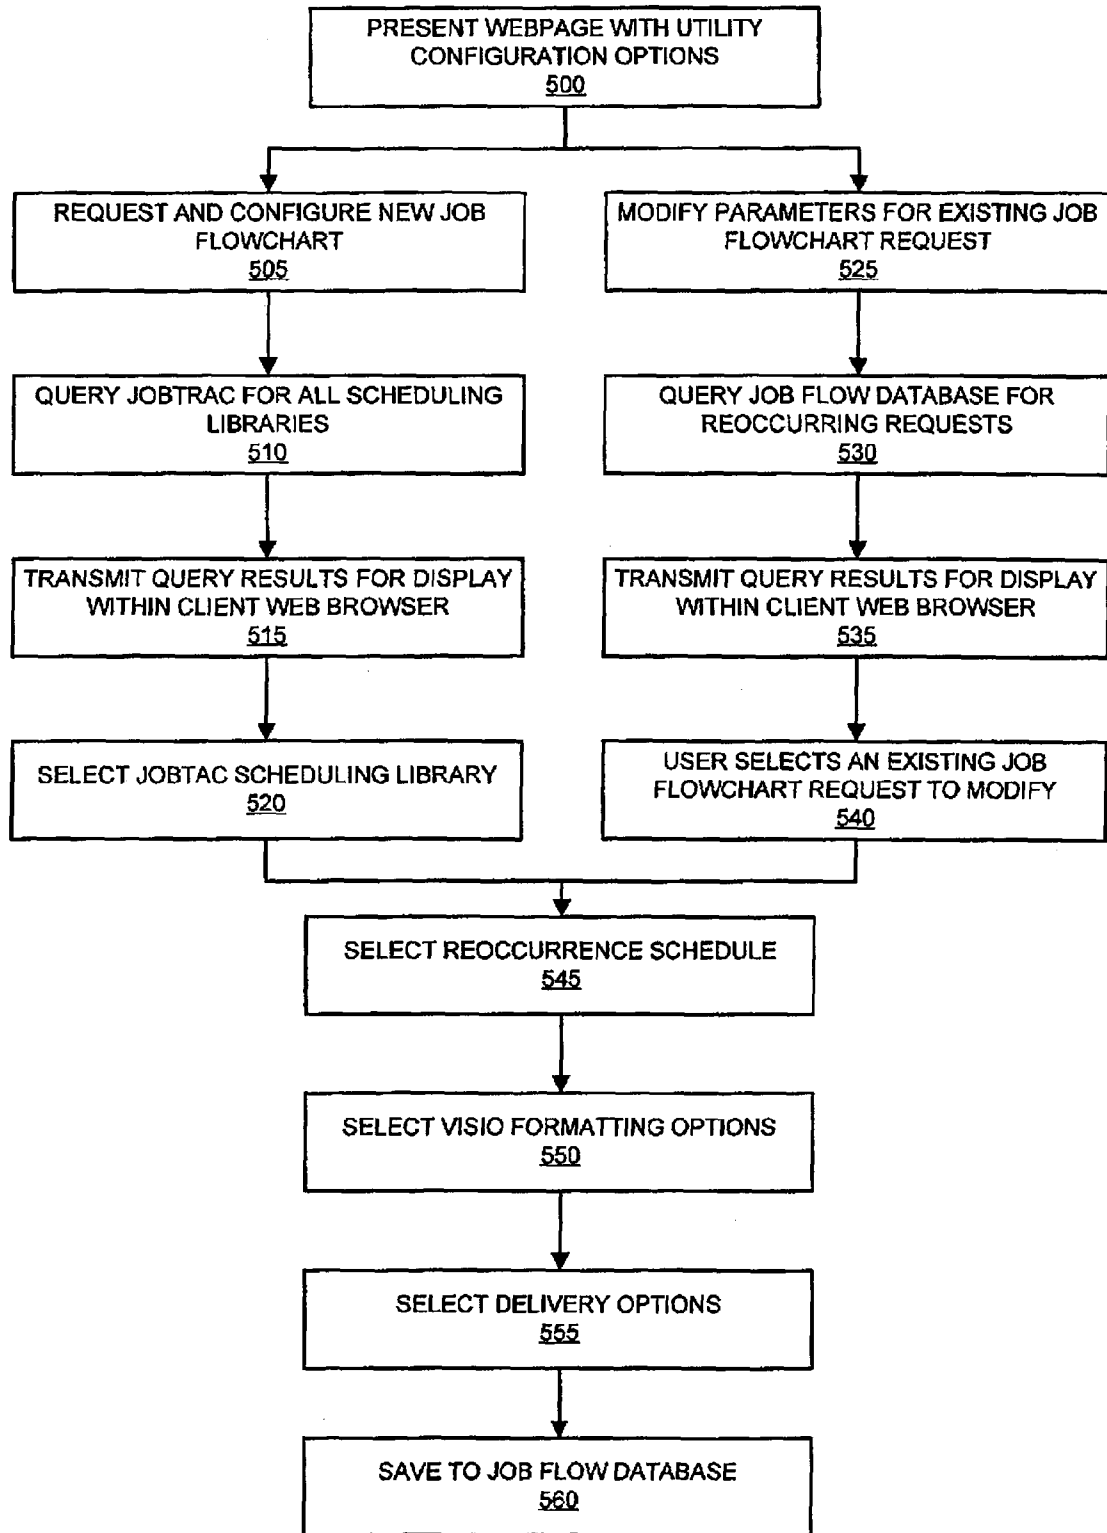 PRESENT WEBPAGE WITH UTILITY
CONFIGURATION OPTIONS
500
REQUEST AND CONFIGURE NEW JOB
FLOWCHART
505
MODIFY PARAMETERS FOR EXISTING JOB
FLOWCHART REQUEST
525
QUERY JOBTRAC FOR ALL SCHEDULING
LIBRARIES
510
QUERY JOB FLOW DATABASE FOR
REOCCURRING REQUESTS
530
TRANSMIT QUERY RESULTS FOR DISPLAY
WITHIN CLIENT WEB BROWSER
515
TRANSMIT QUERY RESULTS FOR DISPLAY
WITHIN CLIENT WEB BROWSER
535
SELECT JOBTAC SCHEDULING LIBRARY
520
USER SELECTS AN EXISTING JOB
FLOWCHART REQUEST TO MODIFY
540
SELECT REOCCURRENCE SCHEDULE
545
SELECT VISIO FORMATTING OPTIONS
550
SELECT DELIVERY OPTIONS
555
SAVE TO JOB FLOW DATABASE
560